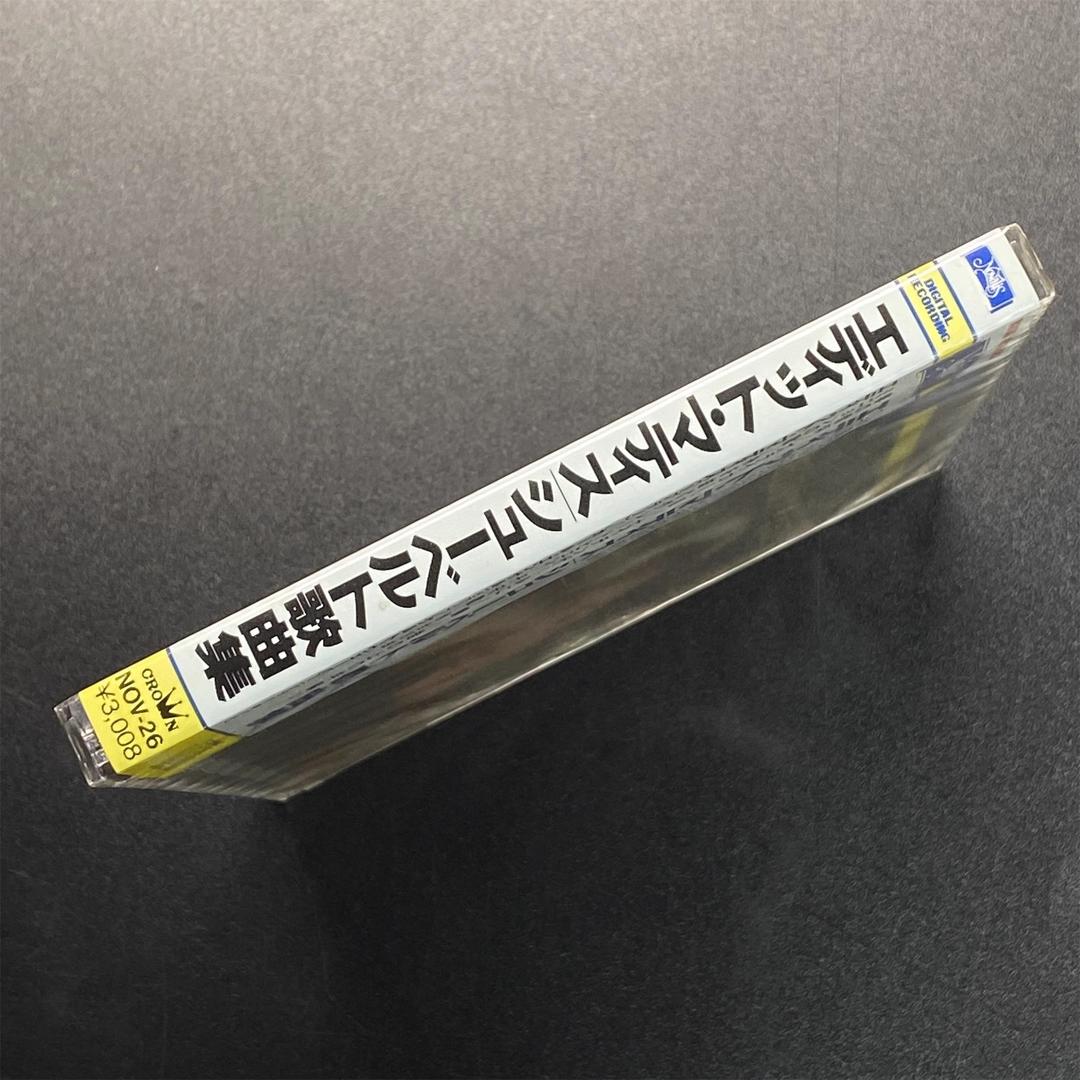 Novalis
DIGITAL
RECORDING
エディット・マティス/シューベルト歌曲集
CROWN
NOV-26
¥3,008